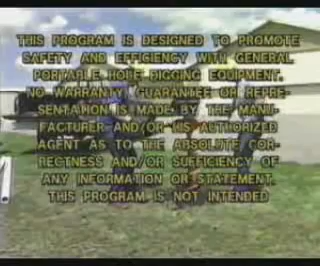 THIS PROGRAM IS DESIGNED TO PROMOTE
SAFETY AND EFFICIENCY WITH GENERAL
PORTABLE HOLE DIGGING EQUIPMENT.
NO WARRANTY, GUARANTEE OR REPRE-
SENTATION IS MADE BY THE MANU-
FACTURER AND/OR HIS AUTHORIZED
AGENT AS TO THE ABSOLUTE COR-
RECTNESS AND/OR SUFFICIENCY OF
ANY INFORMATION OR STATEMENT.
THIS PROGRAM IS NOT INTENDED